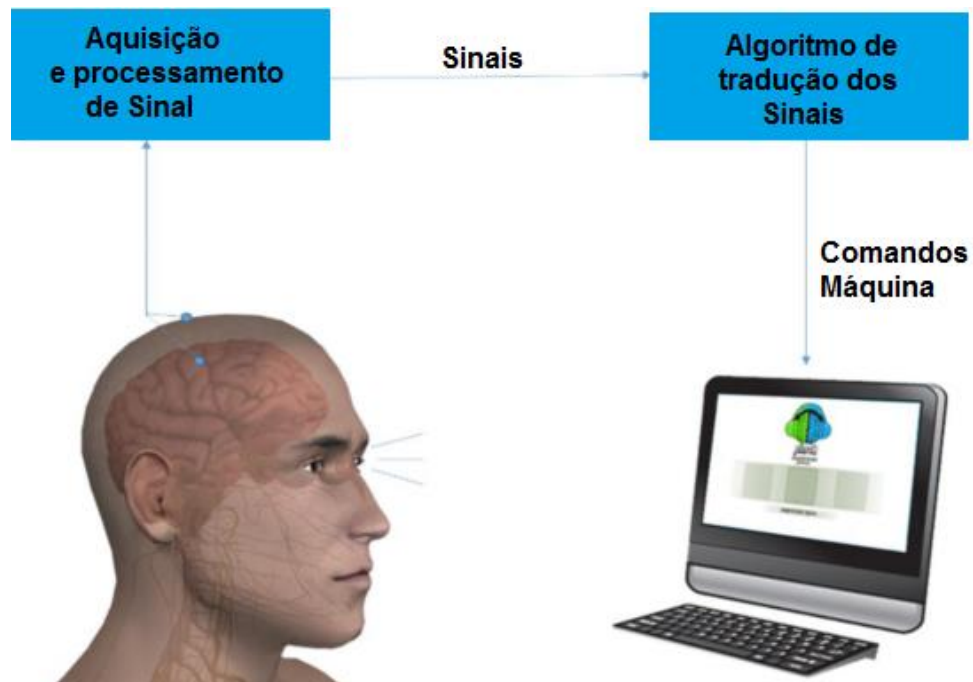 Aquisição
e processamento
de Sinal
Sinais
Algoritmo de
tradução dos
Sinais
Comandos
Máquina